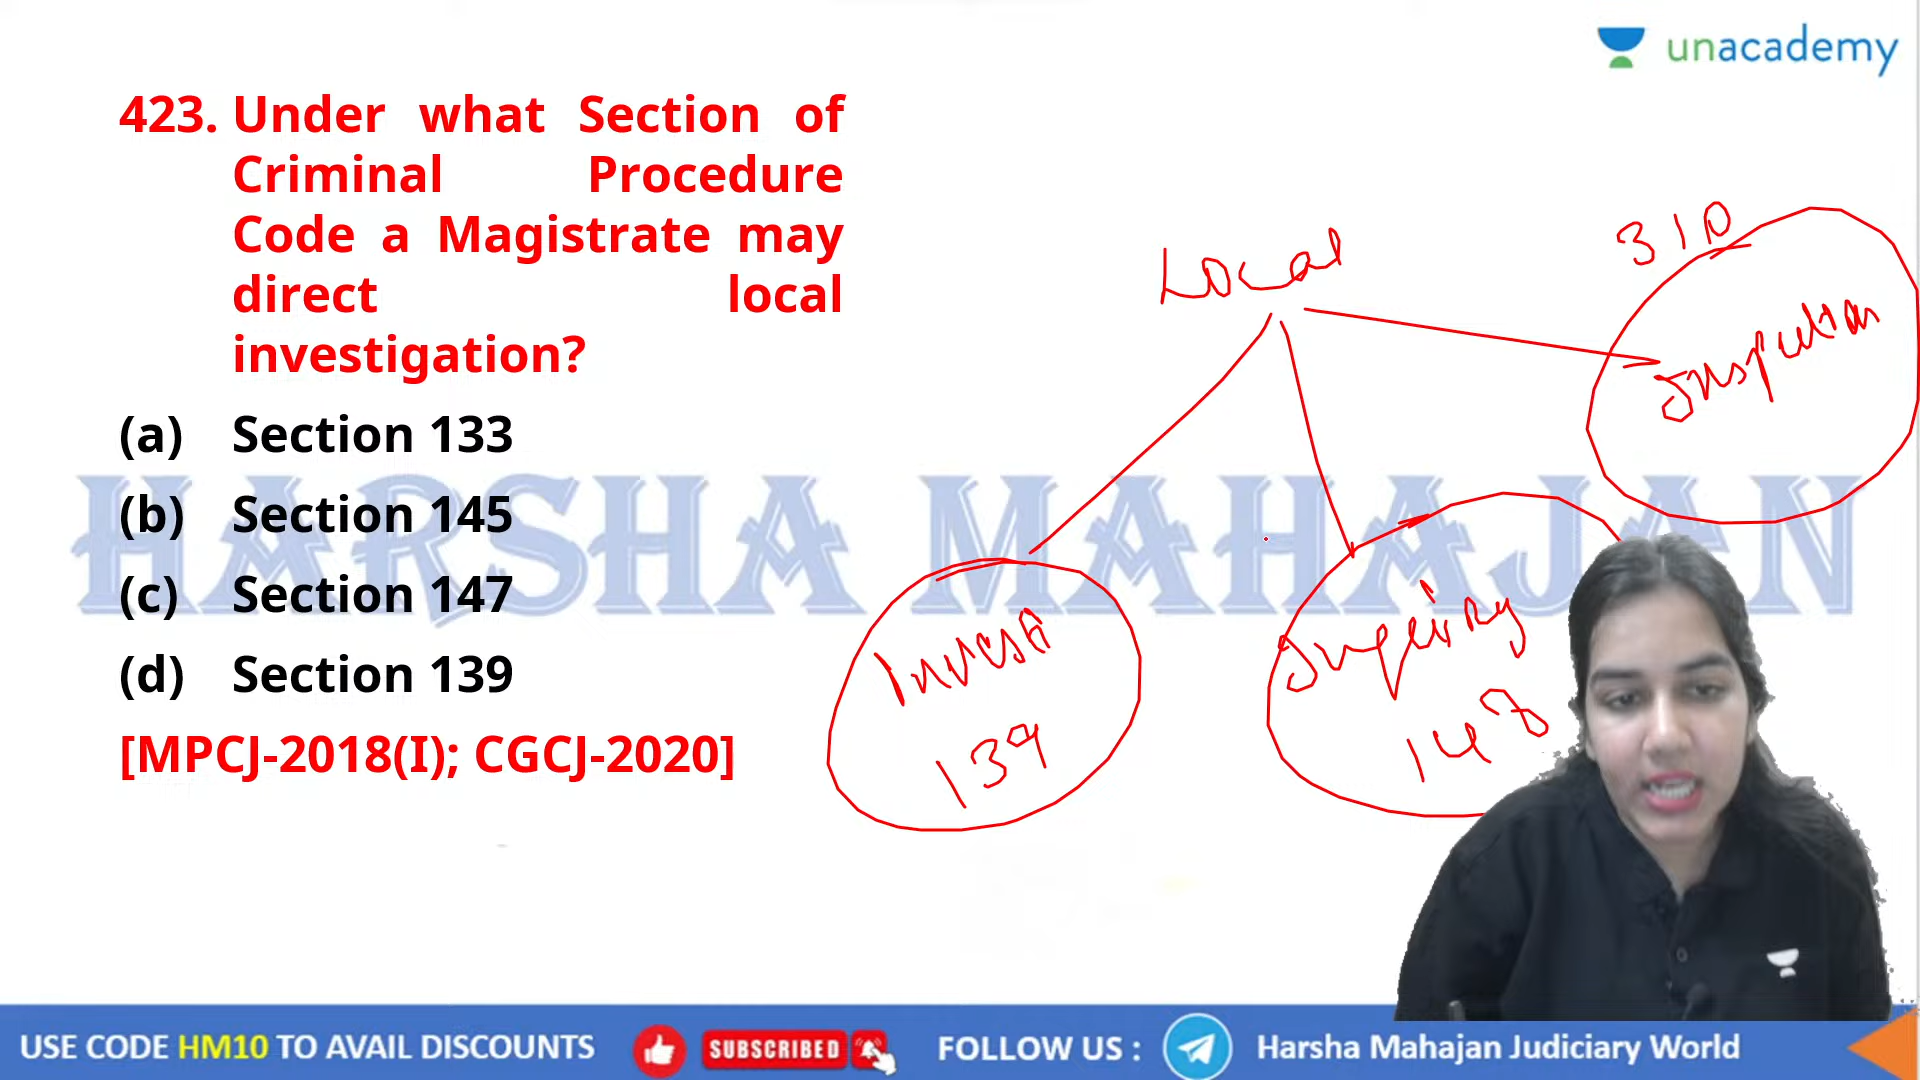 unacademy
423. Under what Section of
Criminal Procedure
Code a Magistrate may
direct local
investigation?
(a) Section 133
(b) Section 145
(c) Section 147
(d) Section 139
[MPCJ-2018(I); CGCJ-2020]
HARSHA MAHAJAN
Local
310
Inspection
Investi
139
Inquiry
148
USE CODE HM10 TO AVAIL DISCOUNTS
SUBSCRIBED
FOLLOW US :
Harsha Mahajan Judiciary World